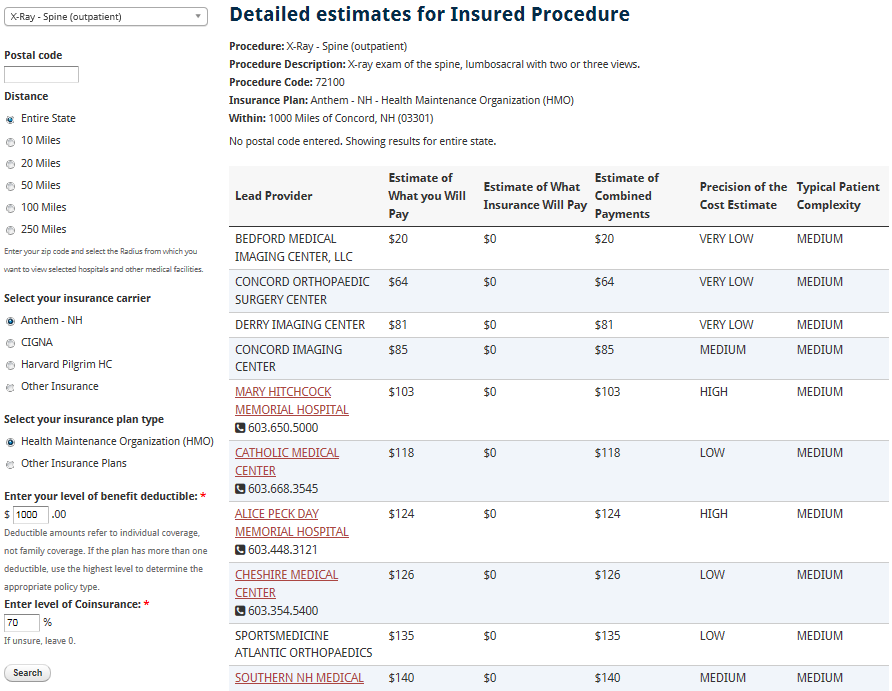 X-Ray - Spine (outpatient)
Postal code
Distance
Entire State
10 Miles
20 Miles
50 Miles
100 Miles
250 Miles
Enter your zip code and select the Radius from which you
want to view selected hospitals and other medical facilities.
Select your insurance carrier
Anthem - NH
CIGNA
Harvard Pilgrim HC
Other Insurance
Select your insurance plan type
Health Maintenance Organization (HMO)
Other Insurance Plans
Enter your level of benefit deductible: *
$ 1000 .00
Deductible amounts refer to individual coverage,
not family coverage. If the plan has more than one
deductible, use the highest level to determine the
appropriate policy type.
Enter level of Coinsurance: *
70 %
If unsure, leave 0.
Search
Detailed estimates for Insured Procedure
Procedure: X-Ray - Spine (outpatient)
Procedure Description: X-ray exam of the spine, lumbosacral with two or three views.
Procedure Code: 72100
Insurance Plan: Anthem - NH - Health Maintenance Organization (HMO)
Within: 1000 Miles of Concord, NH (03301)
No postal code entered. Showing results for entire state.
Lead Provider
Estimate of
What you Will
Pay
Estimate of What
Insurance Will Pay
Estimate of
Combined
Payments
Precision of the
Cost Estimate
Typical Patient
Complexity
BEDFORD MEDICAL $20 $0 $20 VERY LOW MEDIUM
IMAGING CENTER, LLC
CONCORD ORTHOPAEDIC $64 $0 $64 VERY LOW MEDIUM
SURGERY CENTER
DERRY IMAGING CENTER $81 $0 $81 VERY LOW MEDIUM
CONCORD IMAGING $85 $0 $85 MEDIUM MEDIUM
CENTER
MARY HITCHCOCK $103 $0 $103 HIGH MEDIUM
MEMORIAL HOSPITAL
603.650.5000
CATHOLIC MEDICAL $118 $0 $118 LOW MEDIUM
CENTER
603.668.3545
ALICE PECK DAY $124 $0 $124 HIGH MEDIUM
MEMORIAL HOSPITAL
603.448.3121
CHESHIRE MEDICAL $126 $0 $126 LOW MEDIUM
CENTER
603.354.5400
SPORTSMEDICINE $135 $0 $135 LOW MEDIUM
ATLANTIC ORTHOPAEDICS
SOUTHERN NH MEDICAL $140 $0 $140 MEDIUM MEDIUM